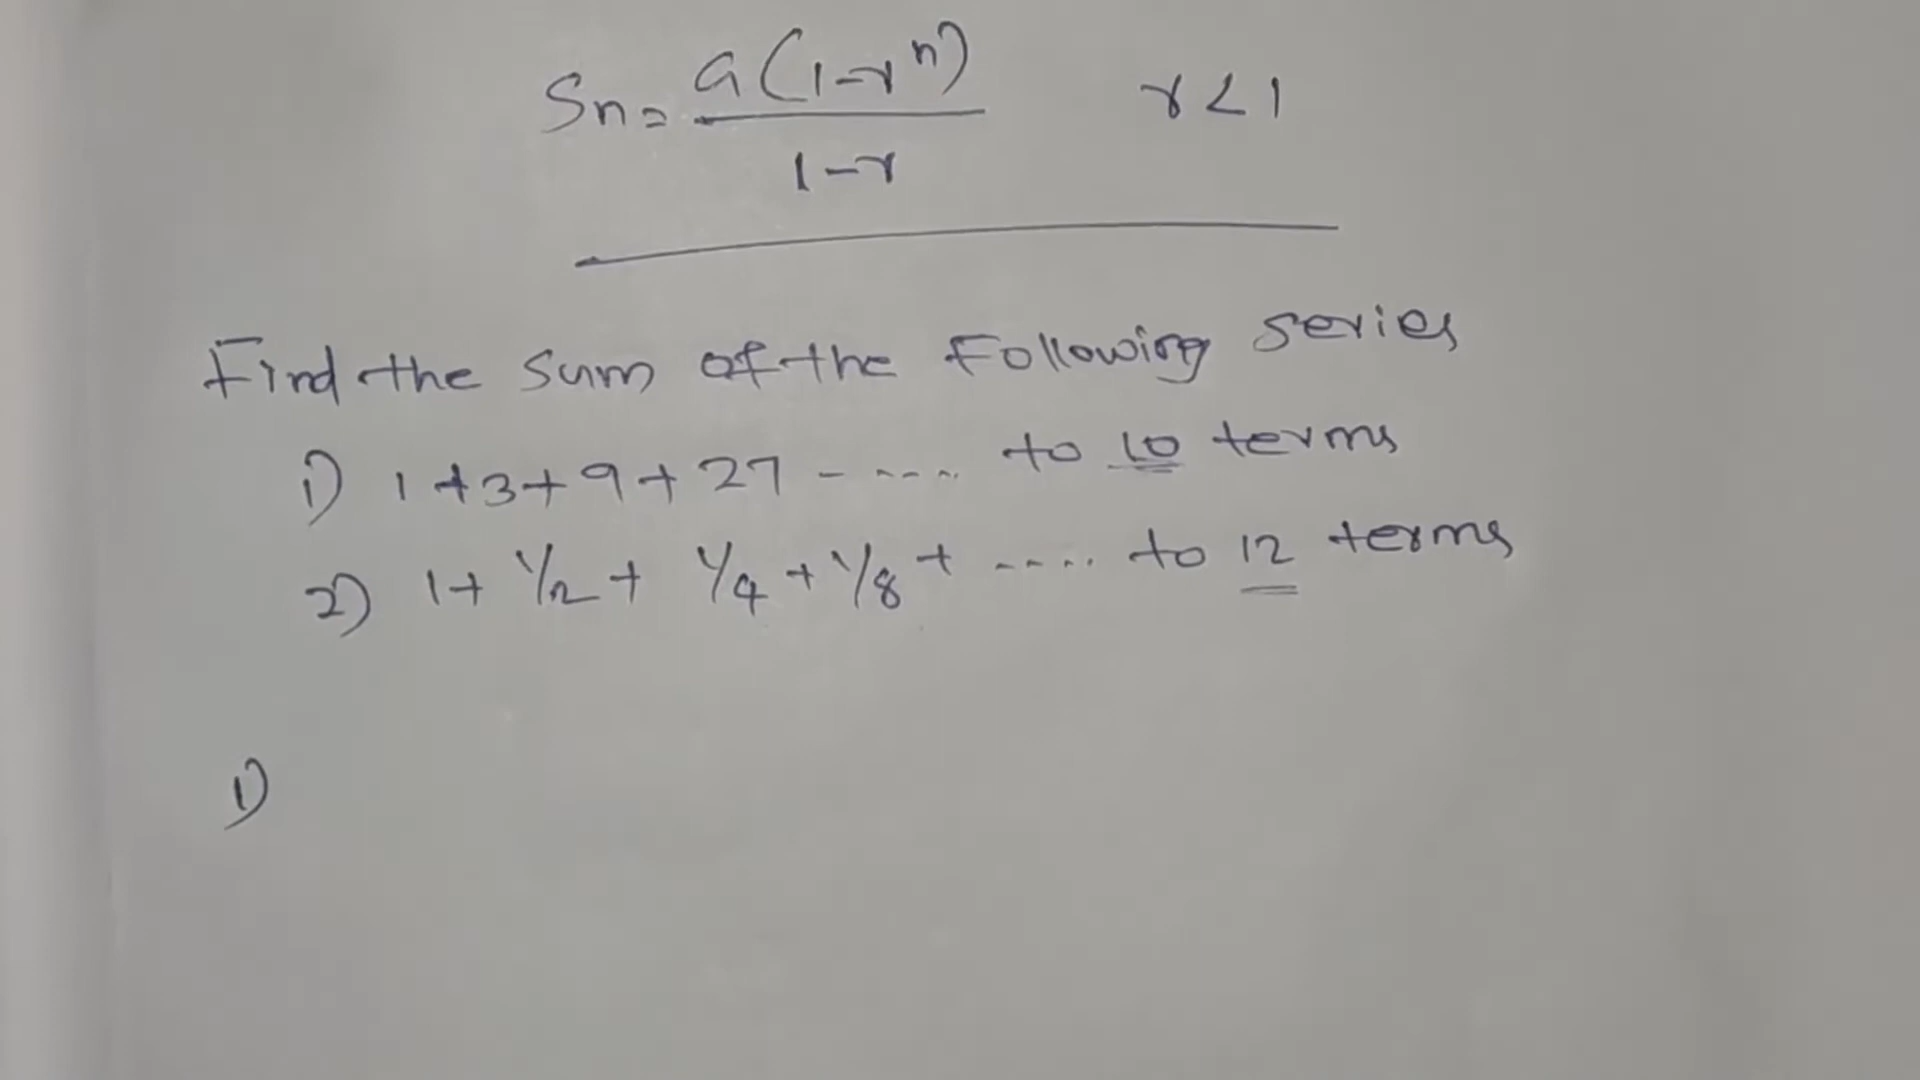 Sn = a(1-r^n) / 1-r    r<1
Find the sum of the Following series
1) 1+3+9+27 - ---- to 10 terms
2) 1+ 1/2 + 1/4 + 1/8 + ---- to 12 terms
1)